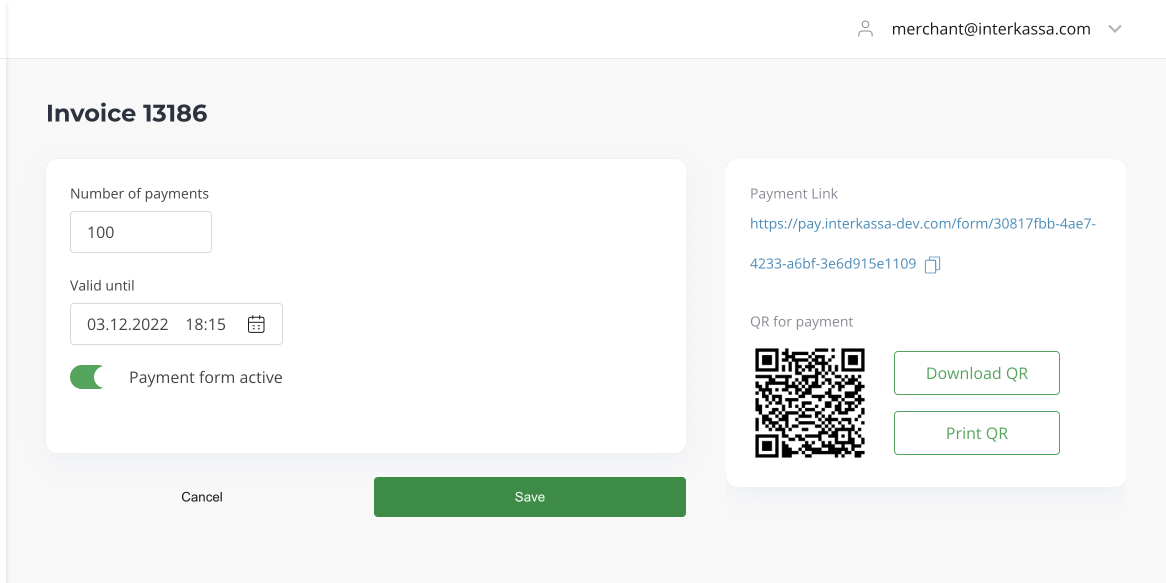 merchant@interkassa.com
Invoice 13186
Number of payments
100
Valid until
03.12.2022 18:15
Payment form active
Cancel
Save
Payment Link
https://pay.interkassa-dev.com/form/30817fbb-4ae7-
4233-a6bf-3e6d915e1109
QR for payment
Download QR
Print QR